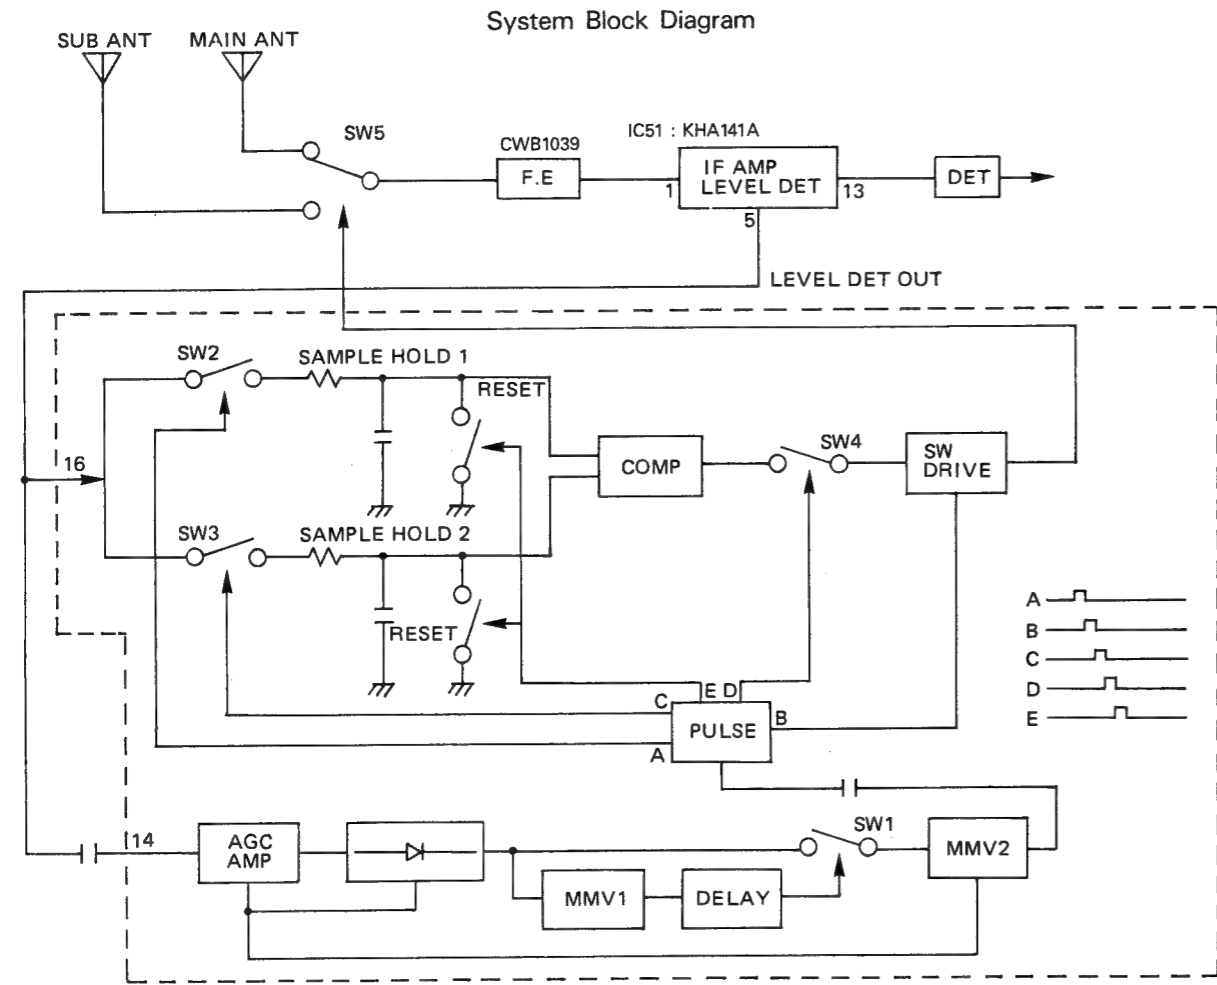 System Block Diagram
SUB ANT
MAIN ANT
SW5
CWB1039
F.E
IC51 : KHA141A
IF AMP
LEVEL DET
1
13
5
DET
LEVEL DET OUT
SW2
SAMPLE HOLD 1
RESET
16
COMP
SW4
SW
DRIVE
SW3
SAMPLE HOLD 2
RESET
A
B
C
D
E
C
E D
B
A
PULSE
14
AGC
AMP
SW1
MMV2
MMV1
DELAY